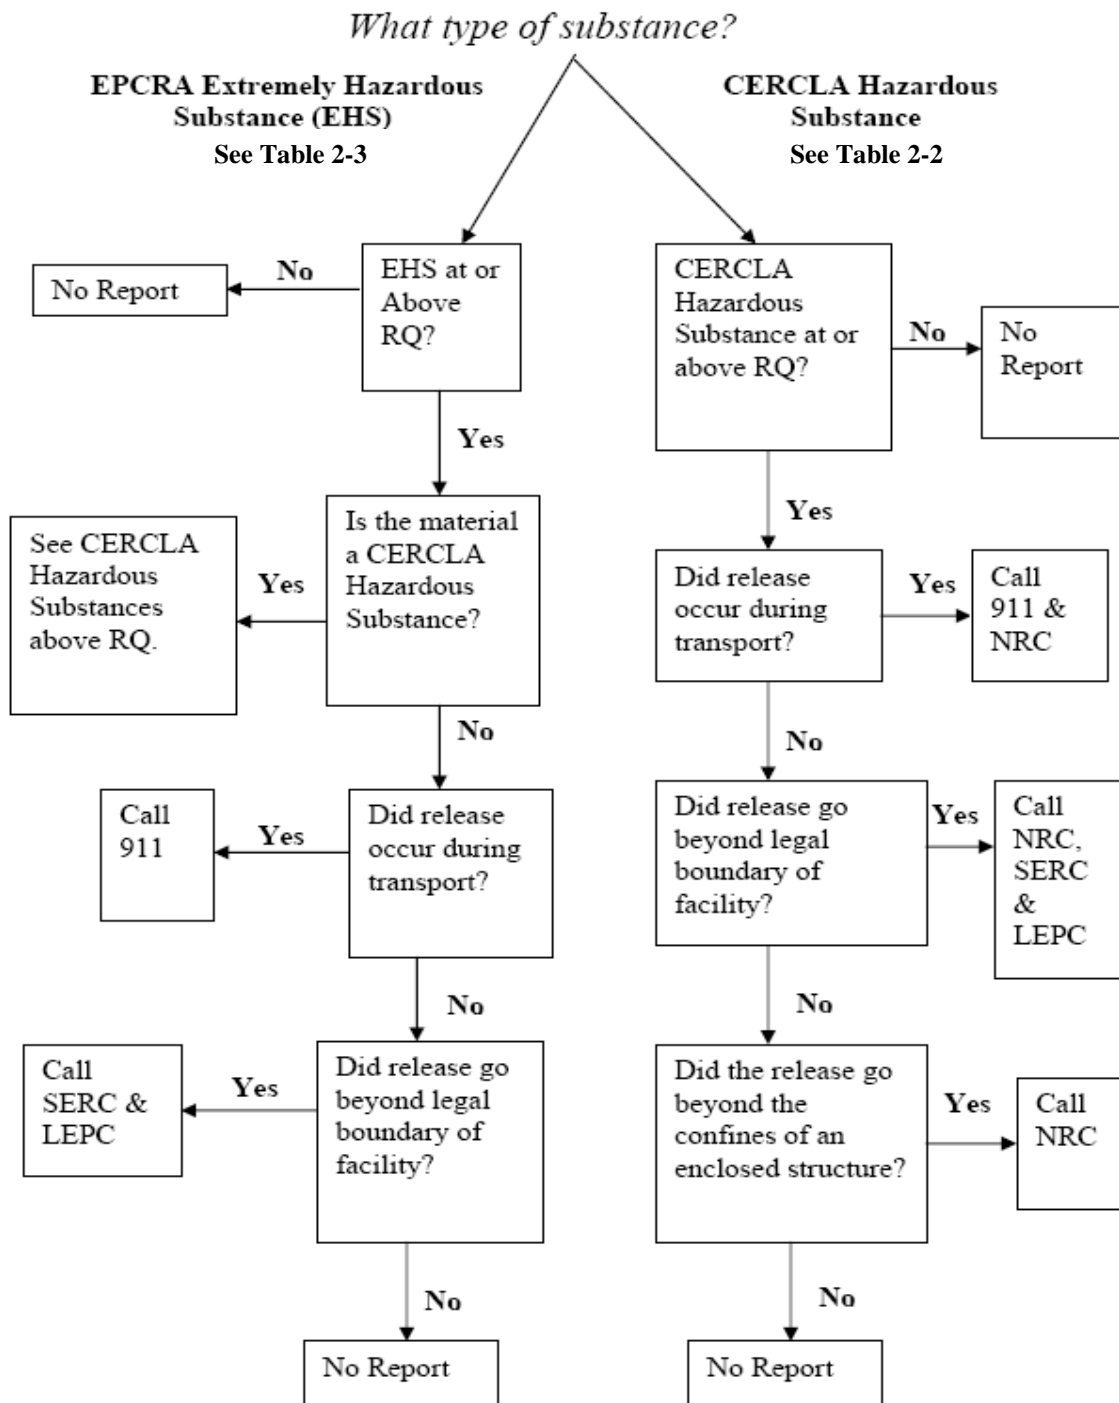 What type of substance?
EPCRA Extremely Hazardous
Substance (EHS)
See Table 2-3
CERCLA Hazardous
Substance
See Table 2-2
No Report
No
EHS at or
Above
RQ?
CERCLA
Hazardous
Substance at or
above RQ?
No
No
Report
Yes
Yes
See CERCLA
Hazardous
Substances
above RQ.
Yes
Is the material
a CERCLA
Hazardous
Substance?
Did release
occur during
transport?
Yes
Call
911 &
NRC
No
No
Call
911
Yes
Did release
occur during
transport?
Did release go
beyond legal
boundary of
facility?
Yes
Call
NRC,
SERC
&
LEPC
No
No
Call
SERC &
LEPC
Yes
Did release go
beyond legal
boundary of
facility?
Did the release go
beyond the
confines of an
enclosed structure?
Yes
Call
NRC
No
No
No Report
No Report